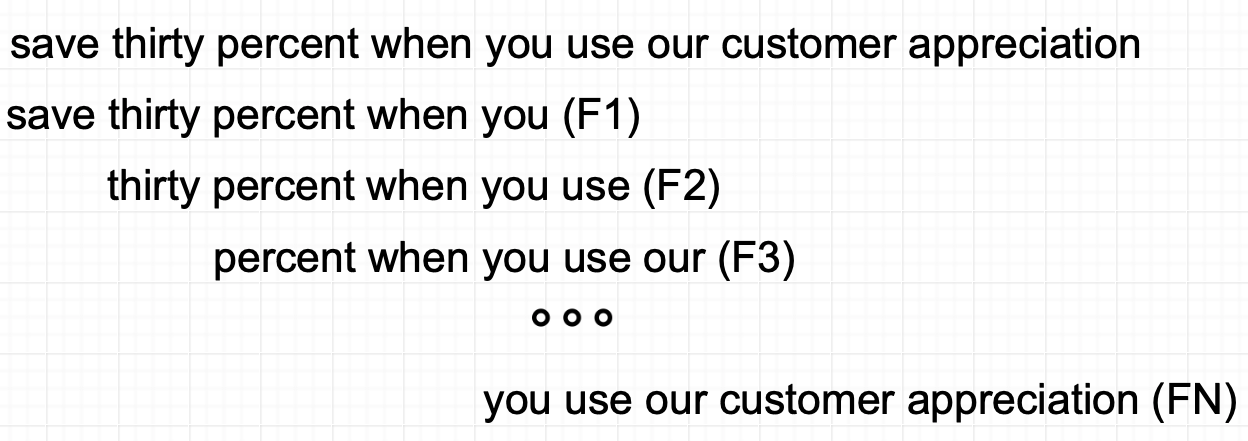 save thirty percent when you use our customer appreciation
save thirty percent when you (F1)
thirty percent when you use (F2)
percent when you use our (F3)
you use our customer appreciation (FN)